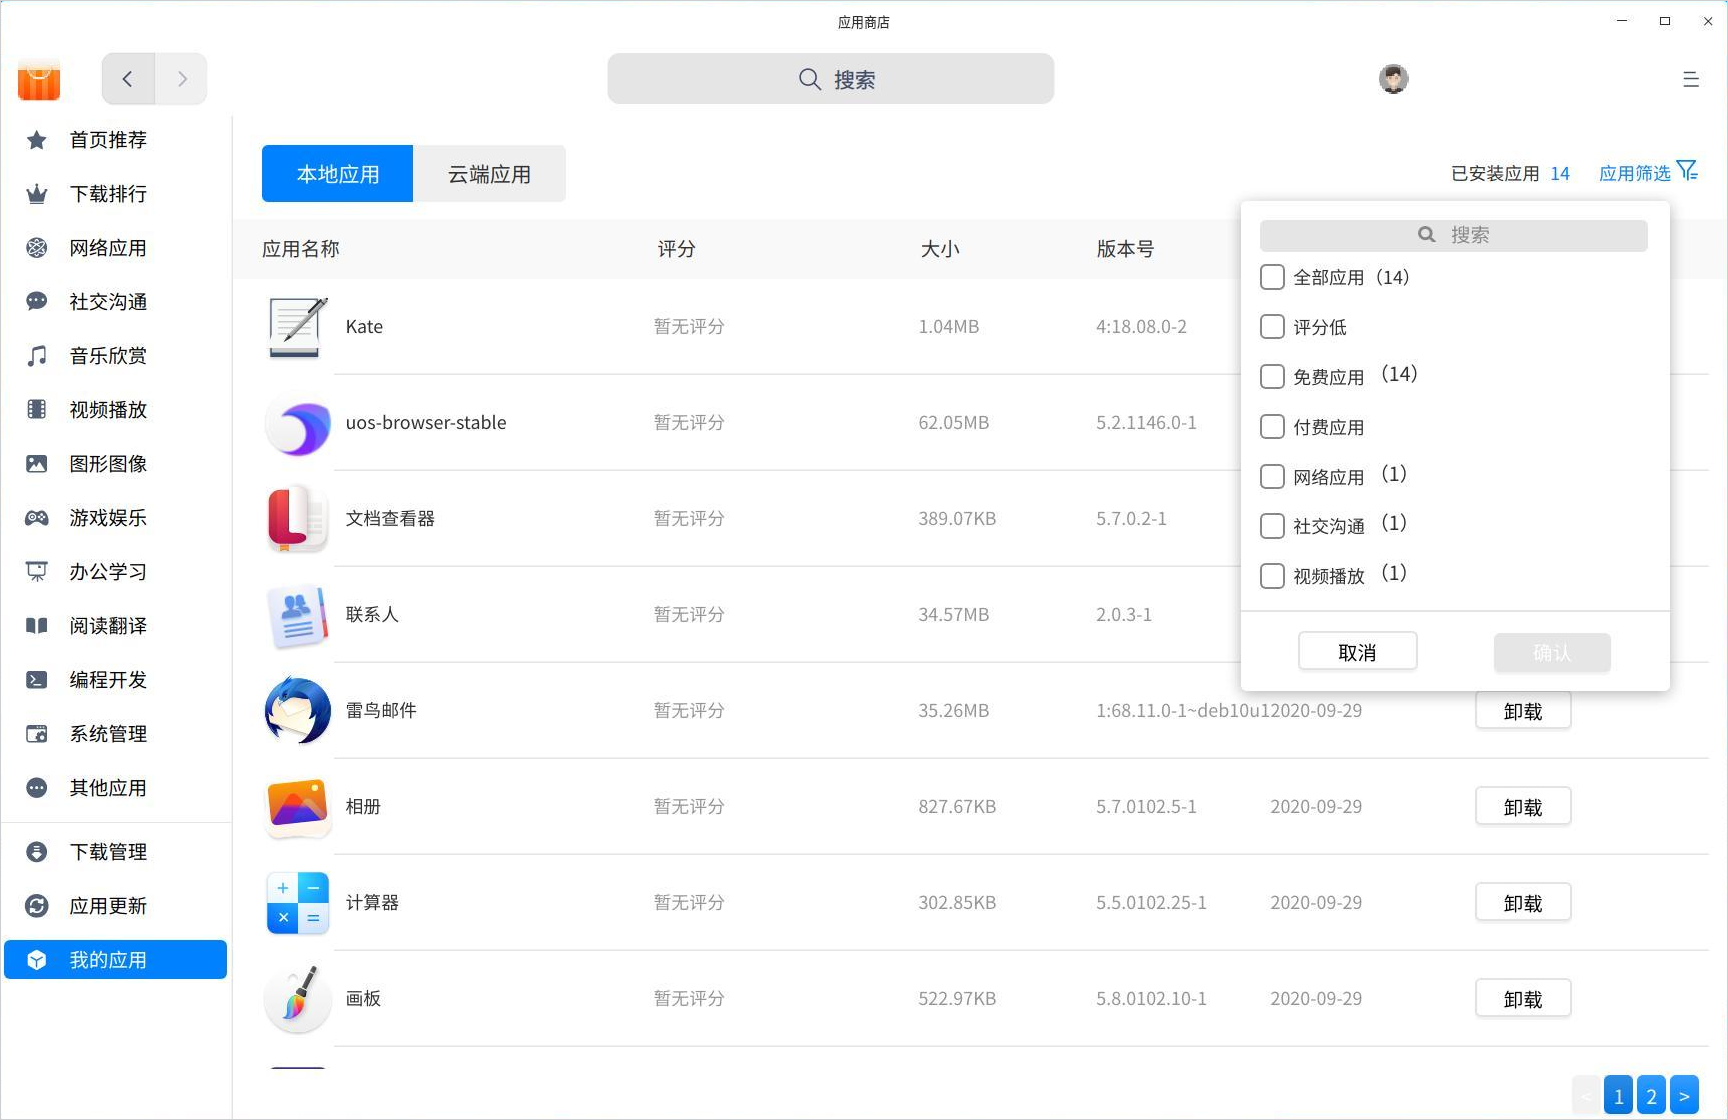 应用商店
搜索
首页推荐
下载排行
网络应用
社交沟通
音乐欣赏
视频播放
图形图像
游戏娱乐
办公学习
阅读翻译
编程开发
系统管理
其他应用
下载管理
应用更新
我的应用
本地应用 云端应用 已安装应用 14 应用筛选
应用名称 评分 大小 版本号
Kate 暂无评分 1.04MB 4:18.08.0-2
uos-browser-stable 暂无评分 62.05MB 5.2.1146.0-1
文档查看器 暂无评分 389.07KB 5.7.0.2-1
联系人 暂无评分 34.57MB 2.0.3-1
雷鸟邮件 暂无评分 35.26MB 1:68.11.0-1~deb10u12020-09-29 卸载
相册 暂无评分 827.67KB 5.7.0102.5-1 2020-09-29 卸载
计算器 暂无评分 302.85KB 5.5.0102.25-1 2020-09-29 卸载
画板 暂无评分 522.97KB 5.8.0102.10-1 2020-09-29 卸载
搜索
全部应用（14）
评分低
免费应用 （14）
付费应用
网络应用 （1）
社交沟通 （1）
视频播放 （1）
取消 确认
< 1 2 >